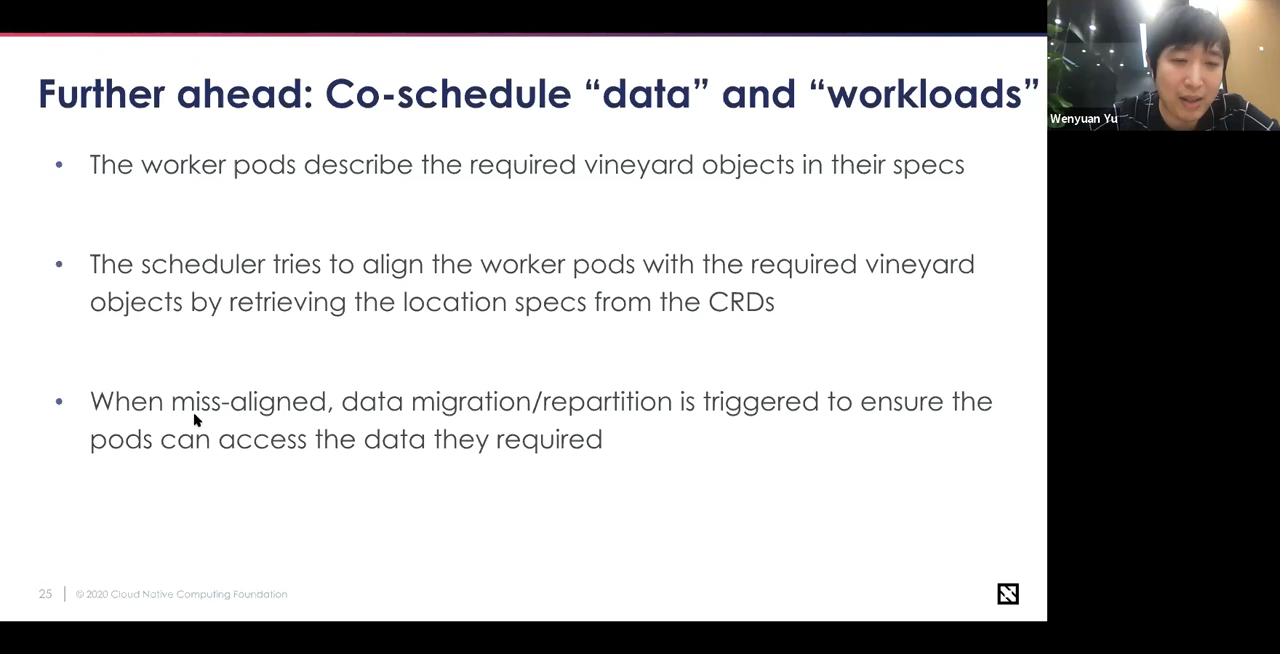 Further ahead: Co-schedule “data” and “workloads”
Wenyuan Yu
• The worker pods describe the required vineyard objects in their specs
• The scheduler tries to align the worker pods with the required vineyard
objects by retrieving the location specs from the CRDs
• When miss-aligned, data migration/repartition is triggered to ensure the
pods can access the data they required
25 | © 2020 Cloud Native Computing Foundation